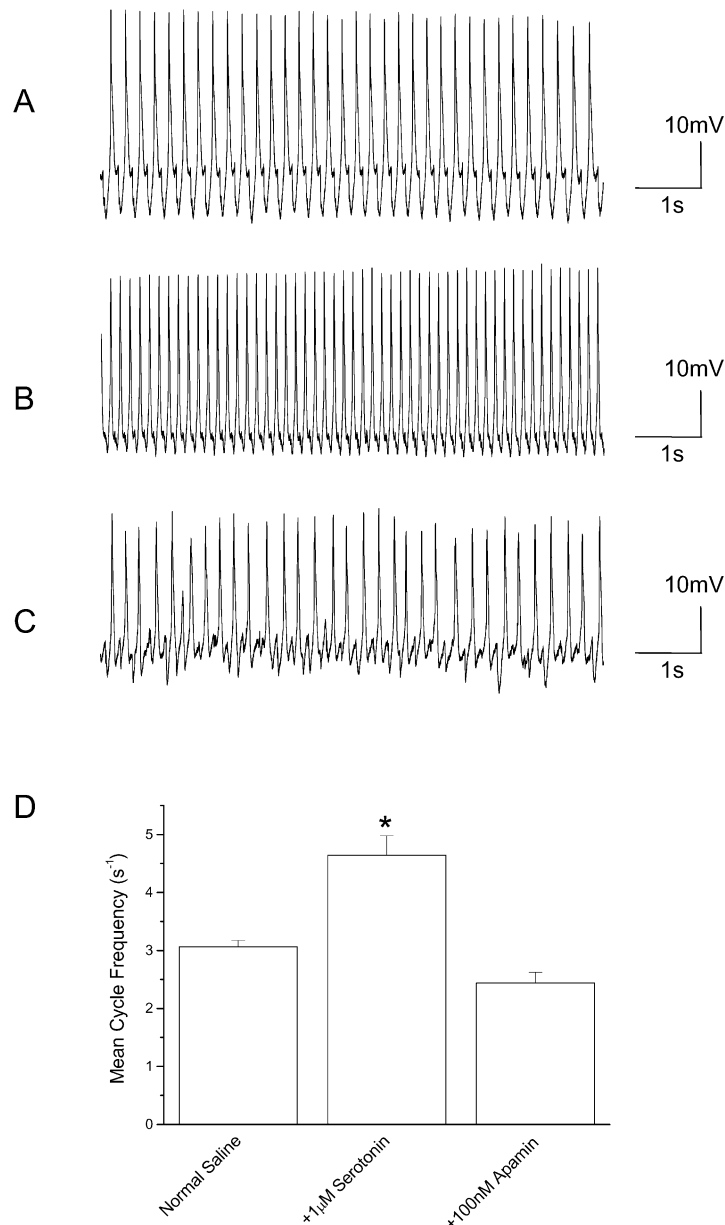 A
10mV
1s
B
10mV
1s
C
10mV
1s
D
Mean Cycle Frequency (s⁻¹)
5
4
3
2
1
0
*
Normal Saline
+1µM Serotonin
+100nM Apamin